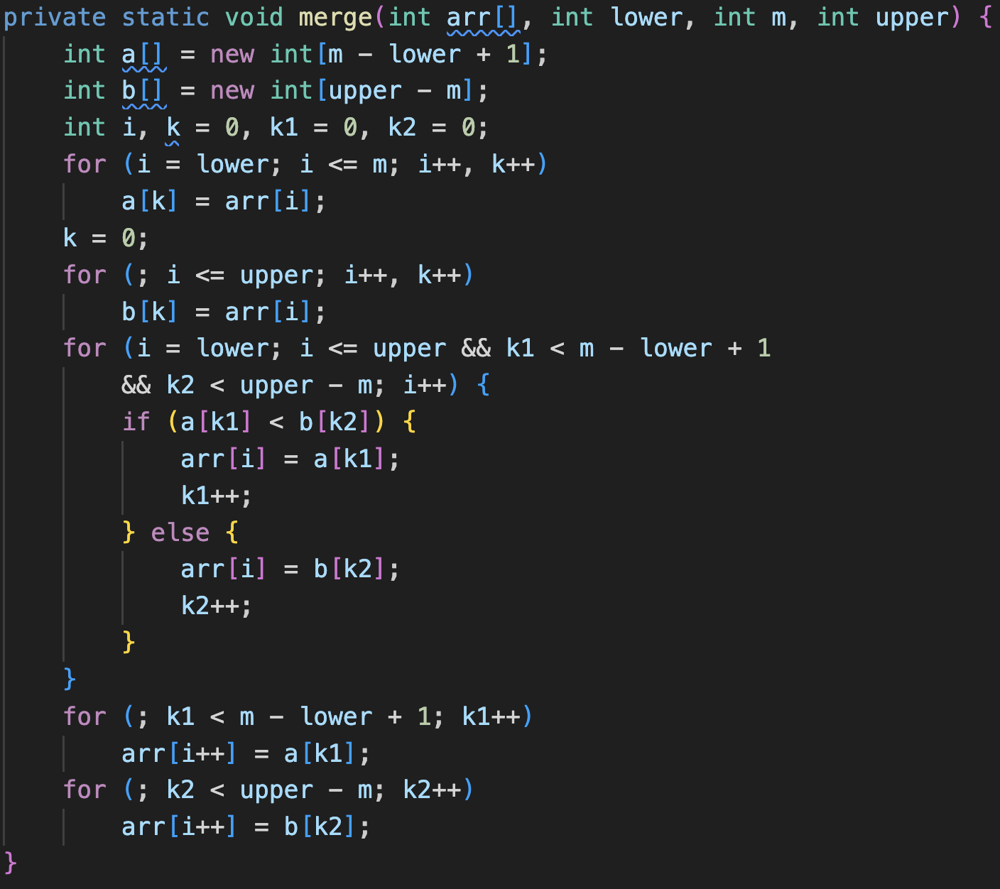 private static void merge(int arr[], int lower, int m, int upper) {
    int a[] = new int[m - lower + 1];
    int b[] = new int[upper - m];
    int i, k = 0, k1 = 0, k2 = 0;
    for (i = lower; i <= m; i++, k++)
        a[k] = arr[i];
    k = 0;
    for (; i <= upper; i++, k++)
        b[k] = arr[i];
    for (i = lower; i <= upper && k1 < m - lower + 1
        && k2 < upper - m; i++) {
        if (a[k1] < b[k2]) {
            arr[i] = a[k1];
            k1++;
        } else {
            arr[i] = b[k2];
            k2++;
        }
    }
    for (; k1 < m - lower + 1; k1++)
        arr[i++] = a[k1];
    for (; k2 < upper - m; k2++)
        arr[i++] = b[k2];
}